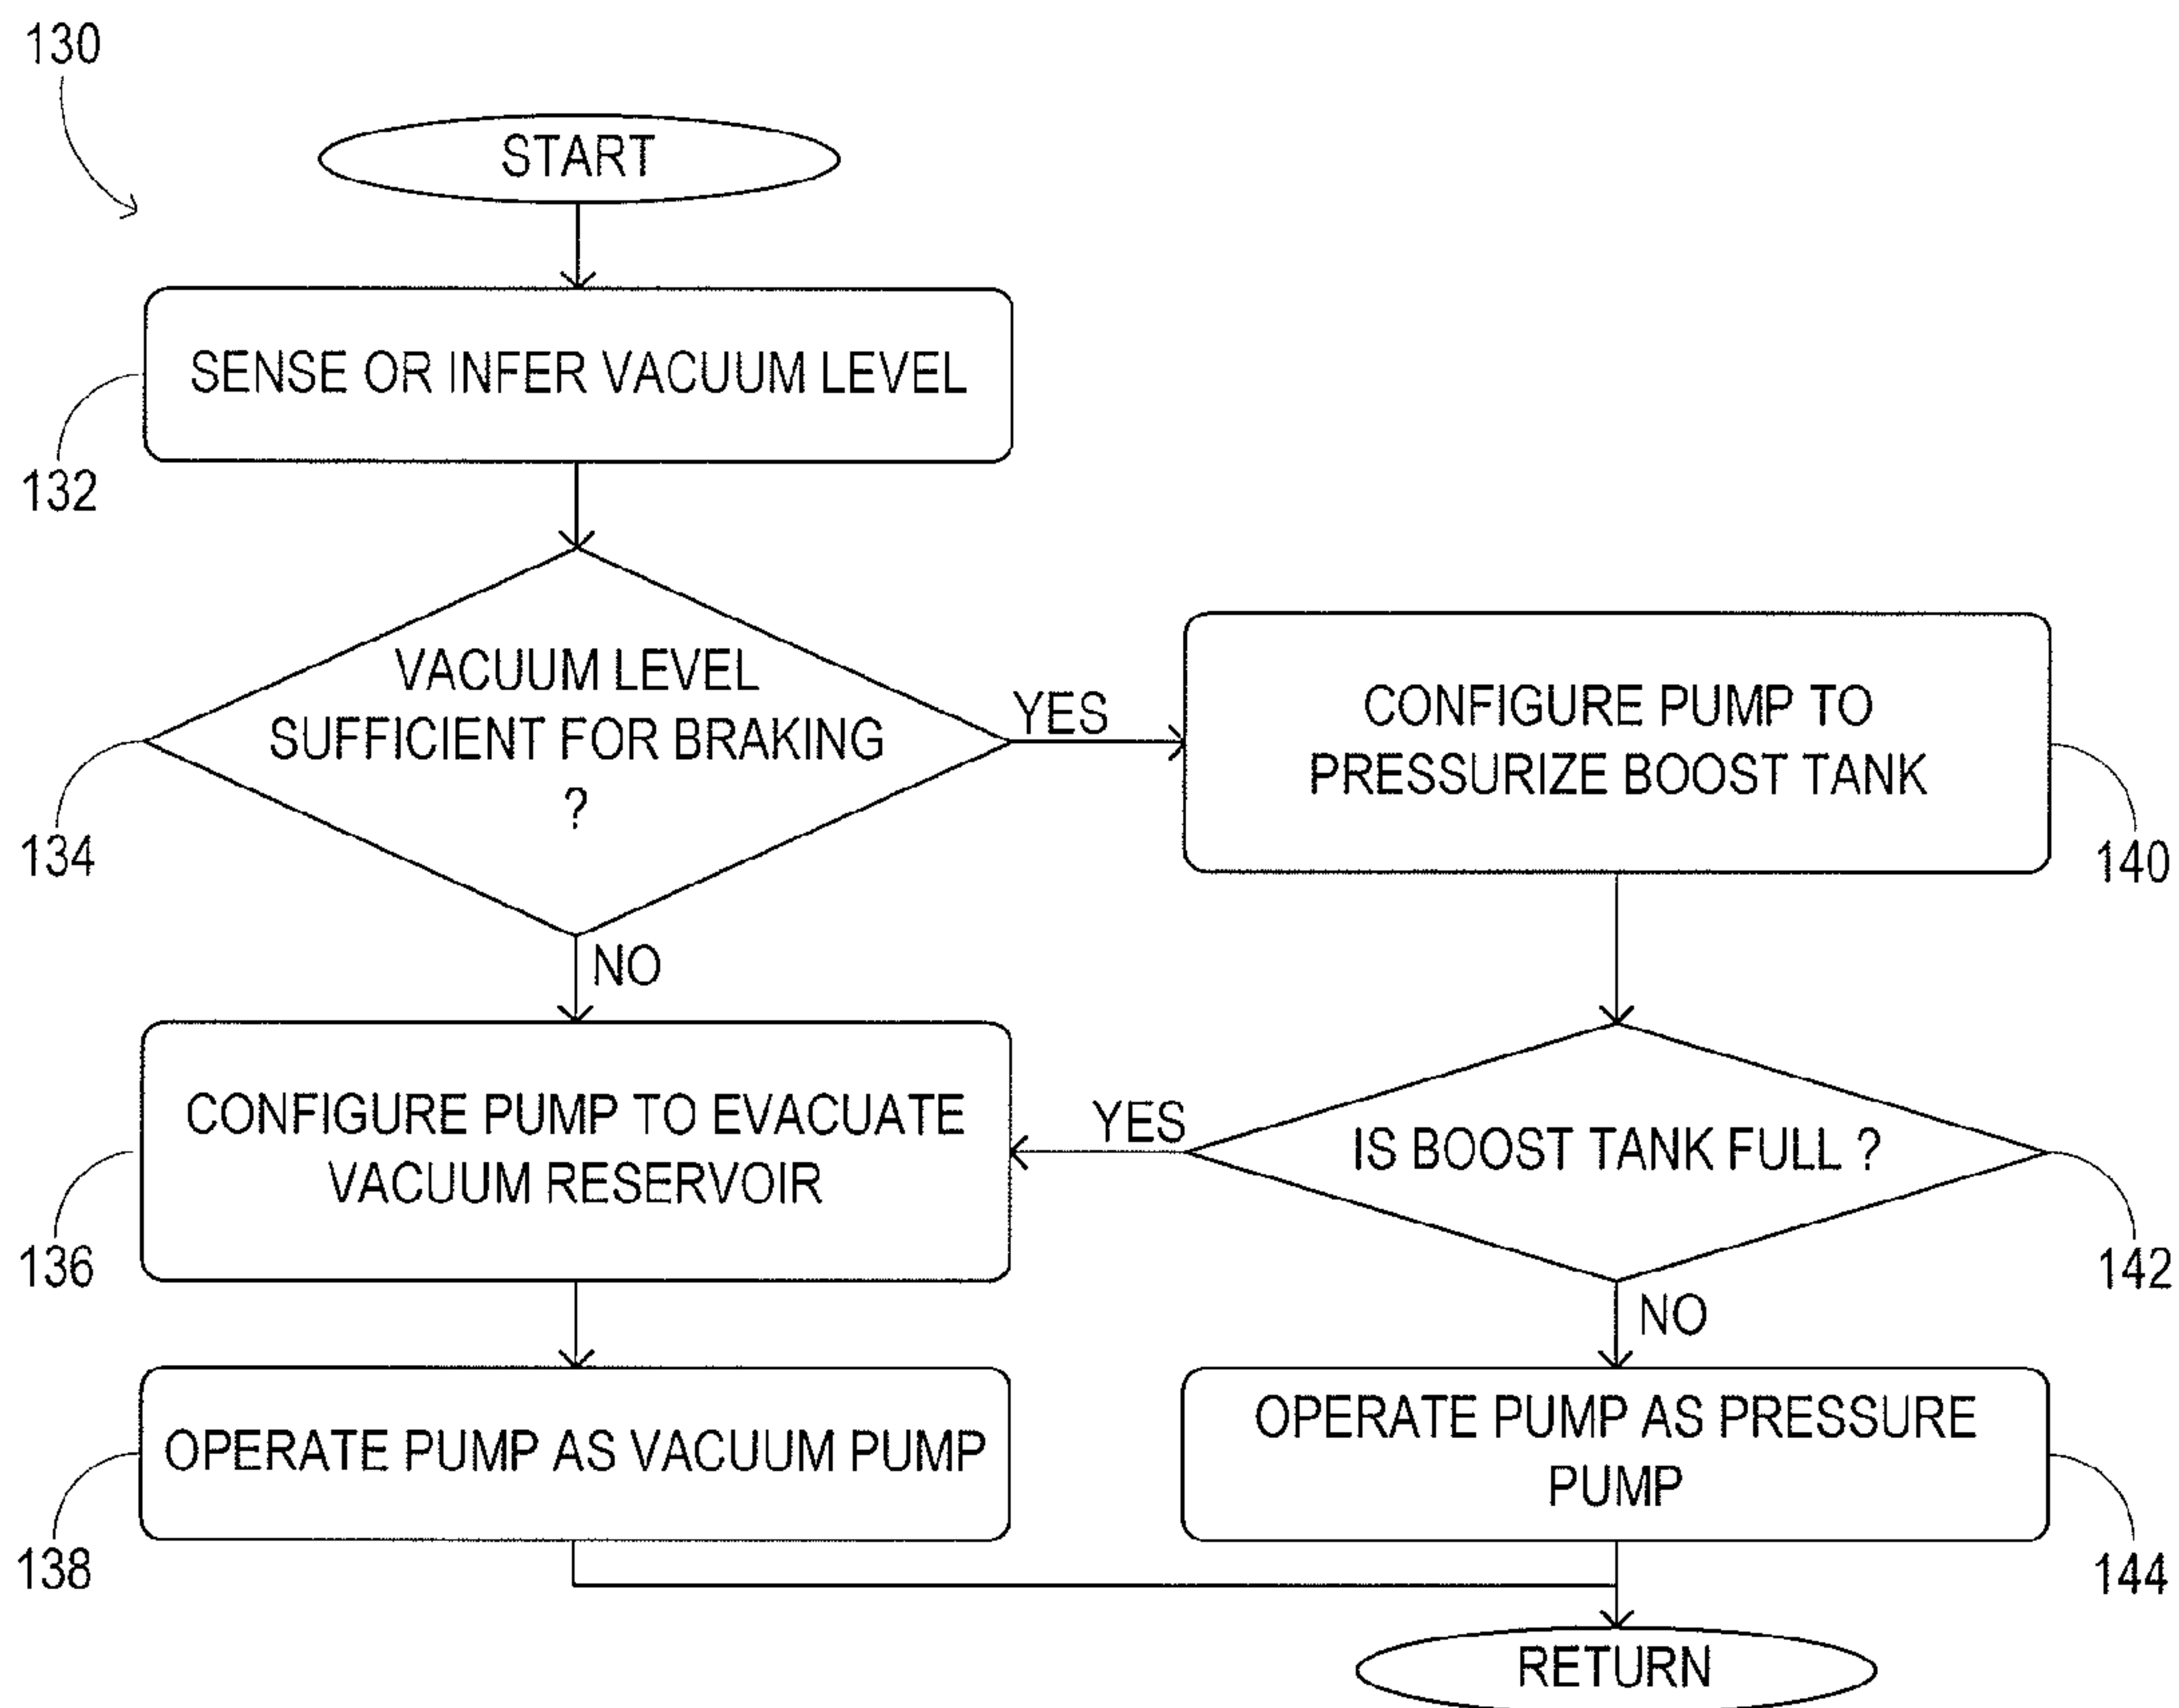 130
START
SENSE OR INFER VACUUM LEVEL
132
VACUUM LEVEL
SUFFICIENT FOR BRAKING
?
134
YES
NO
CONFIGURE PUMP TO
PRESSURIZE BOOST TANK
140
CONFIGURE PUMP TO EVACUATE
VACUUM RESERVOIR
136
YES
IS BOOST TANK FULL ?
142
NO
OPERATE PUMP AS VACUUM PUMP
138
OPERATE PUMP AS PRESSURE
PUMP
144
RETURN